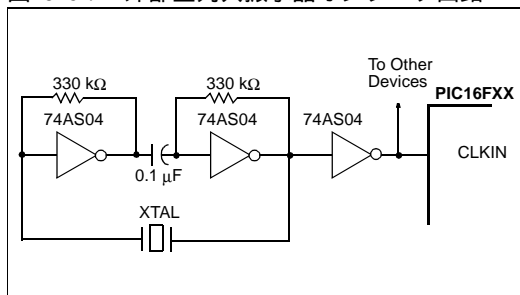 330 kΩ
330 kΩ
To Other
Devices
PIC16FXX
74AS04
74AS04
74AS04
CLKIN
0.1 µF
XTAL